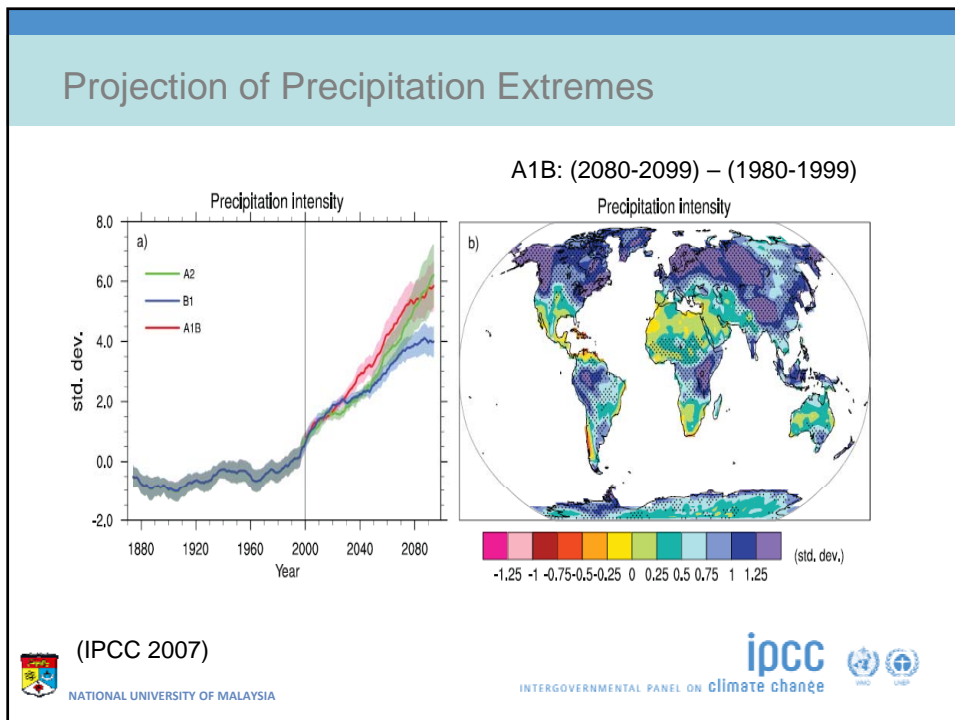 Projection of Precipitation Extremes
A1B: (2080-2099) – (1980-1999)
Precipitation intensity
a)
A2
B1
A1B
std. dev.
8.0
6.0
4.0
2.0
0.0
-2.0
1880 1920 1960 2000 2040 2080
Year
Precipitation intensity
b)
-1.25 -1 -0.75-0.5-0.25 0 0.25 0.5 0.75 1 1.25
(std. dev.)
(IPCC 2007)
NATIONAL UNIVERSITY OF MALAYSIA
ipcc
INTERGOVERNMENTAL PANEL ON climate change
WMO UNEP